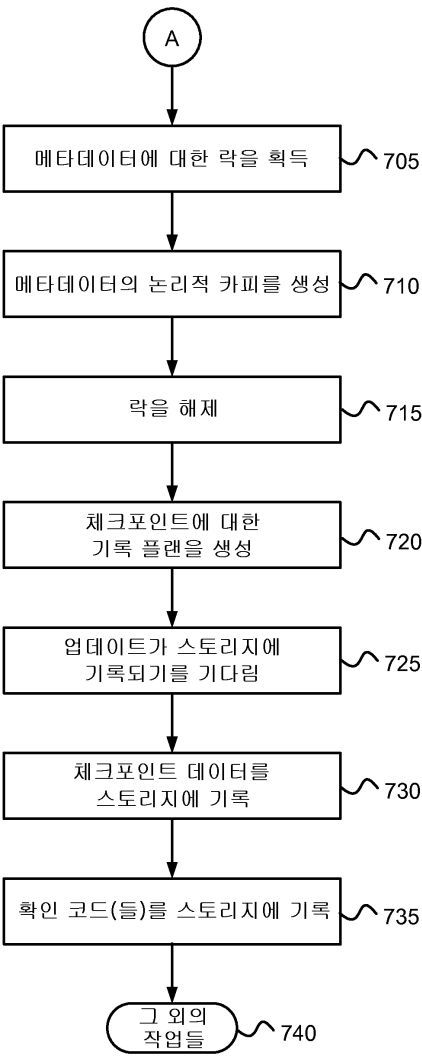 A
메타데이터에 대한 락을 획득
705
메타데이터의 논리적 카피를 생성
710
락을 해제
715
체크포인트에 대한
기록 플랜을 생성
720
업데이트가 스토리지에
기록되기를 기다림
725
체크포인트 데이터를
스토리지에 기록
730
확인 코드(들)를 스토리지에 기록
735
그 외의
작업들
740